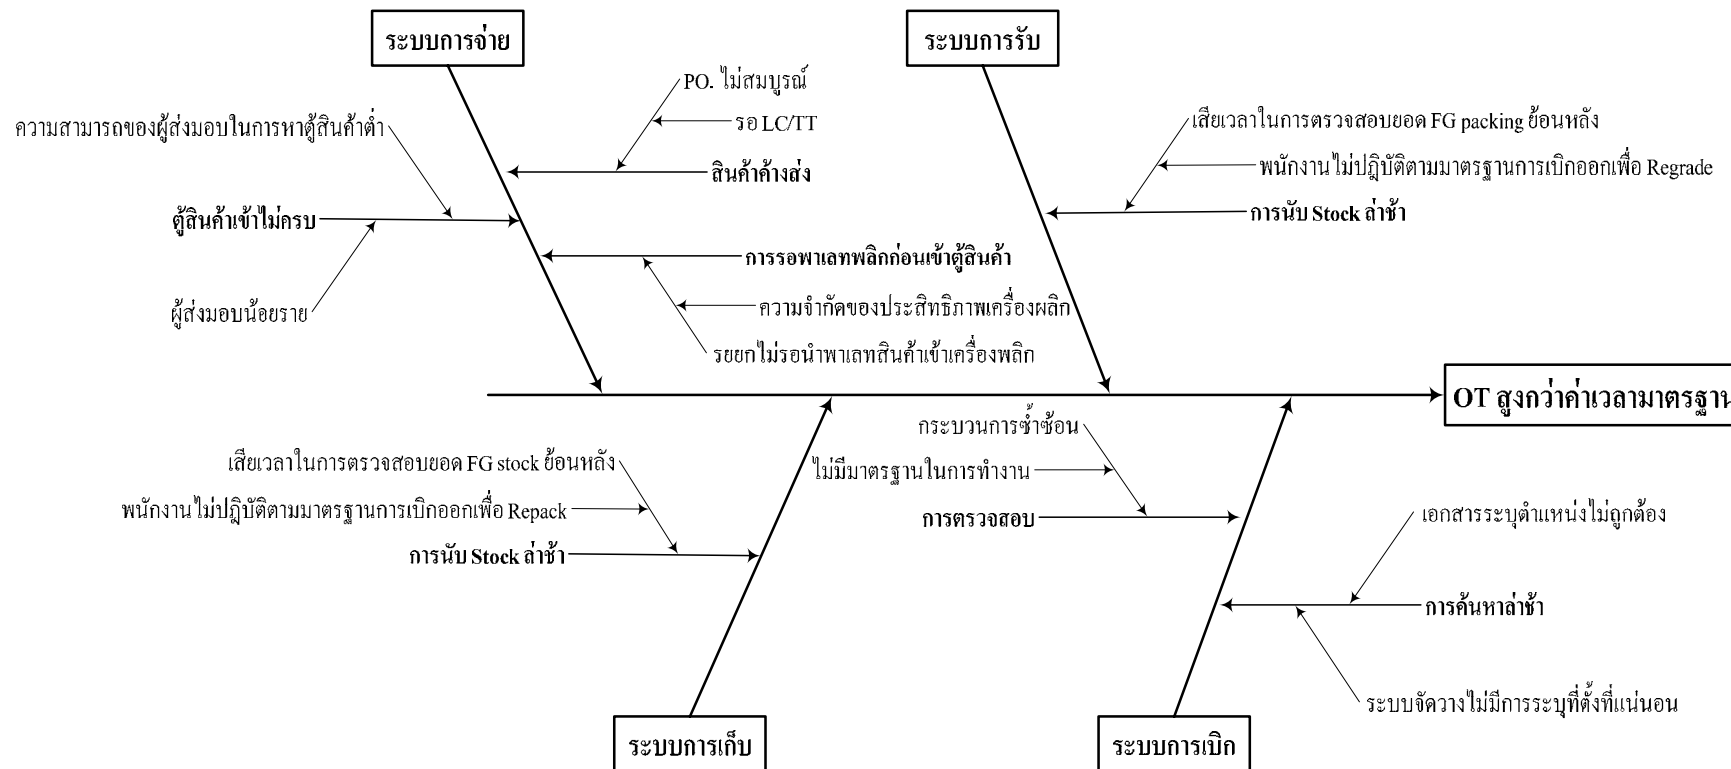 ระบบการจ่าย
ระบบการรับ
PO. ไม่สมบูรณ์
รอ LC/TT
สินค้าค้างส่ง
ความสามารถของผู้ส่งมอบในการหาตู้สินค้าต่ำ
ตู้สินค้าเข้าไม่ครบ
ผู้ส่งมอบน้อยราย
การรอพาเลทพลิกก่อนเข้าตู้สินค้า
ความจำกัดของประสิทธิภาพเครื่องผลิก
รยยกไม่รอนำพาเลทสินค้าเข้าเครื่องพลิก
เสียเวลาในการตรวจสอบยอด FG packing ย้อนหลัง
พนักงานไม่ปฎิบัติตามมาตรฐานการเบิกออกเพื่อ Regrade
การนับ Stock ล่าช้า
OT สูงกว่าค่าเวลามาตรฐาน
เสียเวลาในการตรวจสอบยอด FG stock ย้อนหลัง
พนักงานไม่ปฎิบัติตามมาตรฐานการเบิกออกเพื่อ Repack
การนับ Stock ล่าช้า
กระบวนการซ้ำซ้อน
ไม่มีมาตรฐานในการทำงาน
การตรวจสอบ
เอกสารระบุตำแหน่งไม่ถูกต้อง
การค้นหาล่าช้า
ระบบจัดวางไม่มีการระบุที่ตั้งที่แน่นอน
ระบบการเก็บ
ระบบการเบิก